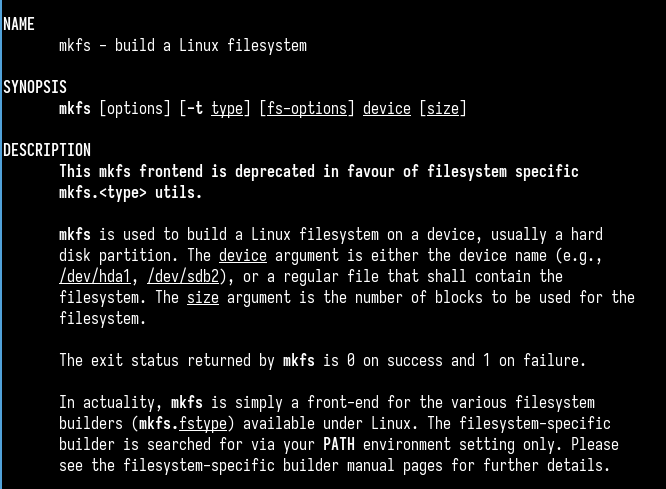 NAME
mkfs - build a Linux filesystem
SYNOPSIS
mkfs [options] [-t type] [fs-options] device [size]
DESCRIPTION
This mkfs frontend is deprecated in favour of filesystem specific
mkfs.<type> utils.
mkfs is used to build a Linux filesystem on a device, usually a hard
disk partition. The device argument is either the device name (e.g.,
/dev/hda1, /dev/sdb2), or a regular file that shall contain the
filesystem. The size argument is the number of blocks to be used for the
filesystem.
The exit status returned by mkfs is 0 on success and 1 on failure.
In actuality, mkfs is simply a front-end for the various filesystem
builders (mkfs.fstype) available under Linux. The filesystem-specific
builder is searched for via your PATH environment setting only. Please
see the filesystem-specific builder manual pages for further details.